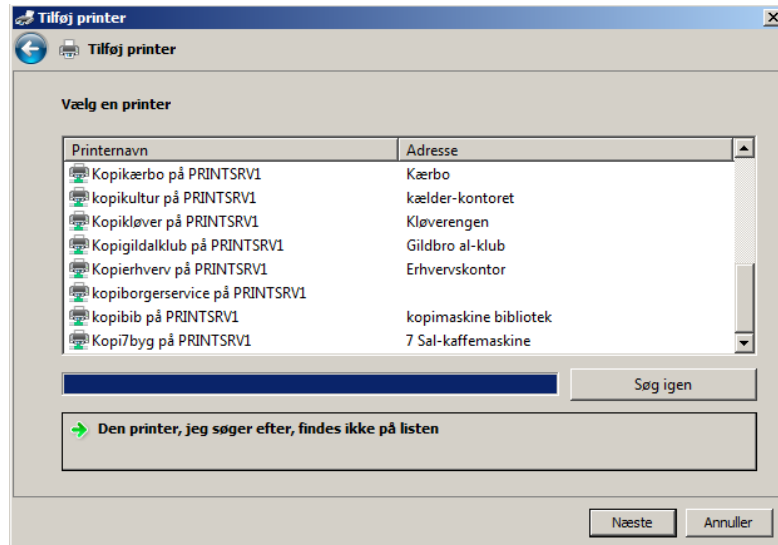 Tilføj printer
Tilføj printer
Vælg en printer
Printernavn Adresse
Kopikærbo på PRINTSRV1 Kærbo
kopikultur på PRINTSRV1 kælder-kontoret
Kopikløver på PRINTSRV1 Kløverengen
Kopigildalklub på PRINTSRV1 Gildbro al-klub
Kopierhverv på PRINTSRV1 Erhvervskontor
kopiborgerservice på PRINTSRV1
kopibib på PRINTSRV1 kopimaskine bibliotek
Kopi7byg på PRINTSRV1 7 Sal-kaffemaskine
Søg igen
Den printer, jeg søger efter, findes ikke på listen
Næste Annuller